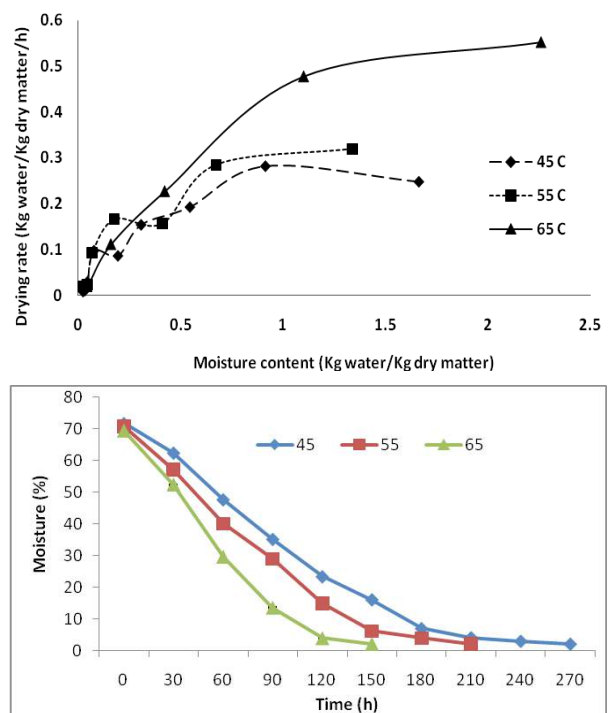 Drying rate (Kg water/Kg dry matter/h)
0.6
0.5
0.4
0.3
0.2
0.1
0
45 C
55 C
65 C
0 0.5 1 1.5 2 2.5
Moisture content (Kg water/Kg dry matter)
Moisture (%)
80
70
60
50
40
30
20
10
0
45 55 65
0 30 60 90 120 150 180 210 240 270
Time (h)